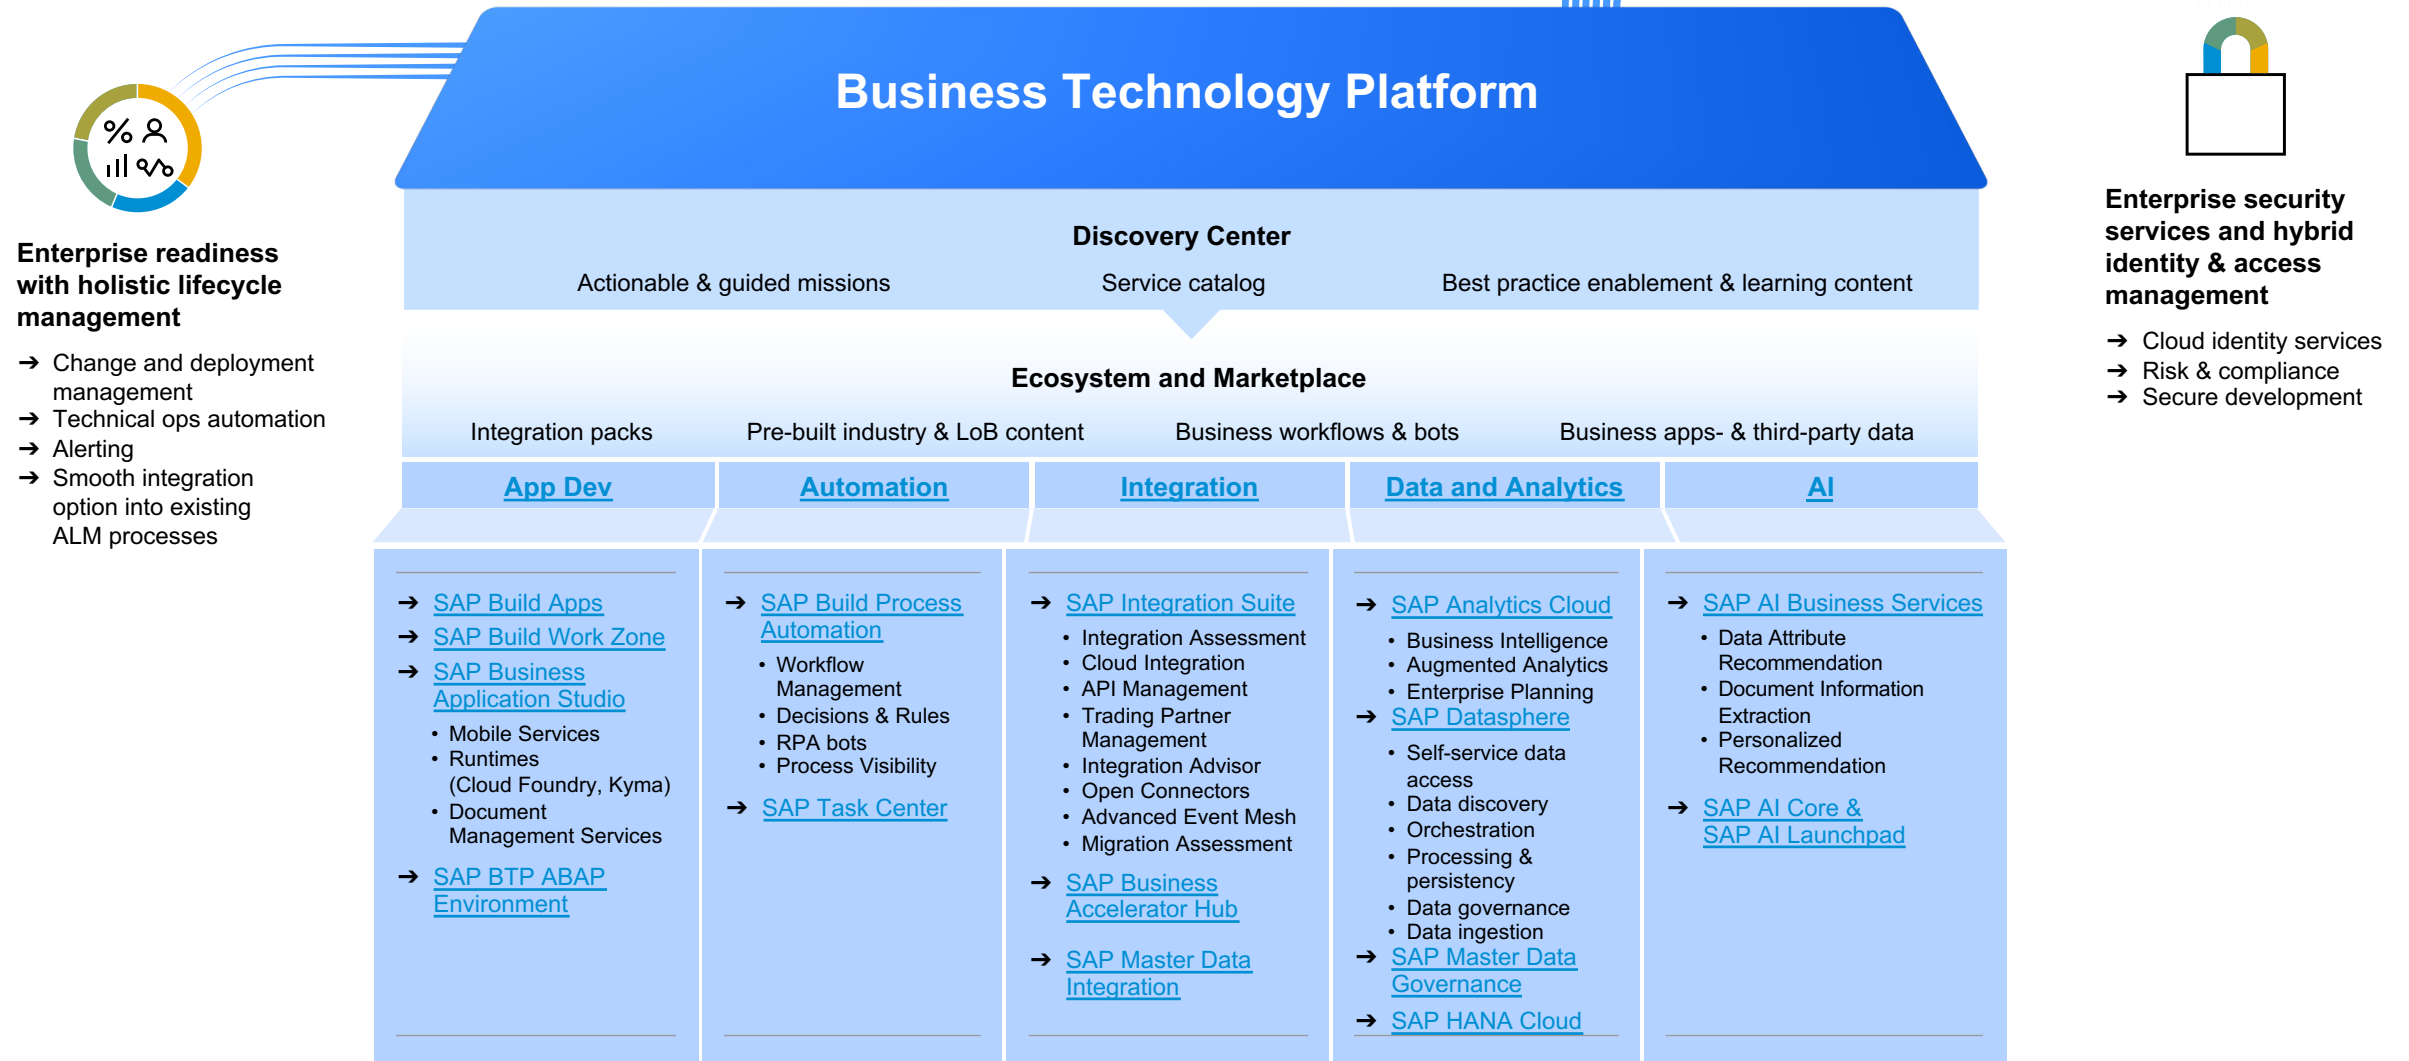 Business Technology Platform
Enterprise readiness
with holistic lifecycle
management
➔ Change and deployment
management
➔ Technical ops automation
➔ Alerting
➔ Smooth integration
option into existing
ALM processes
Discovery Center
Actionable & guided missions
Service catalog
Best practice enablement & learning content
Ecosystem and Marketplace
Integration packs
Pre-built industry & LoB content
Business workflows & bots
Business apps- & third-party data
Enterprise security
services and hybrid
identity & access
management
➔ Cloud identity services
➔ Risk & compliance
➔ Secure development
App Dev
➔ SAP Build Apps
➔ SAP Build Work Zone
➔ SAP Business
Application Studio
• Mobile Services
• Runtimes
(Cloud Foundry, Kyma)
• Document
Management Services
➔ SAP BTP ABAP
Environment
Automation
➔ SAP Build Process
Automation
• Workflow
Management
• Decisions & Rules
• RPA bots
• Process Visibility
➔ SAP Task Center
Integration
➔ SAP Integration Suite
• Integration Assessment
• Cloud Integration
• API Management
• Trading Partner
Management
• Integration Advisor
• Open Connectors
• Advanced Event Mesh
• Migration Assessment
➔ SAP Business
Accelerator Hub
➔ SAP Master Data
Integration
Data and Analytics
➔ SAP Analytics Cloud
• Business Intelligence
• Augmented Analytics
• Enterprise Planning
➔ SAP Datasphere
• Self-service data
access
• Data discovery
• Orchestration
• Processing &
persistency
• Data governance
• Data ingestion
➔ SAP Master Data
Governance
➔ SAP HANA Cloud
AI
➔ SAP AI Business Services
• Data Attribute
Recommendation
• Document Information
Extraction
• Personalized
Recommendation
➔ SAP AI Core &
SAP AI Launchpad